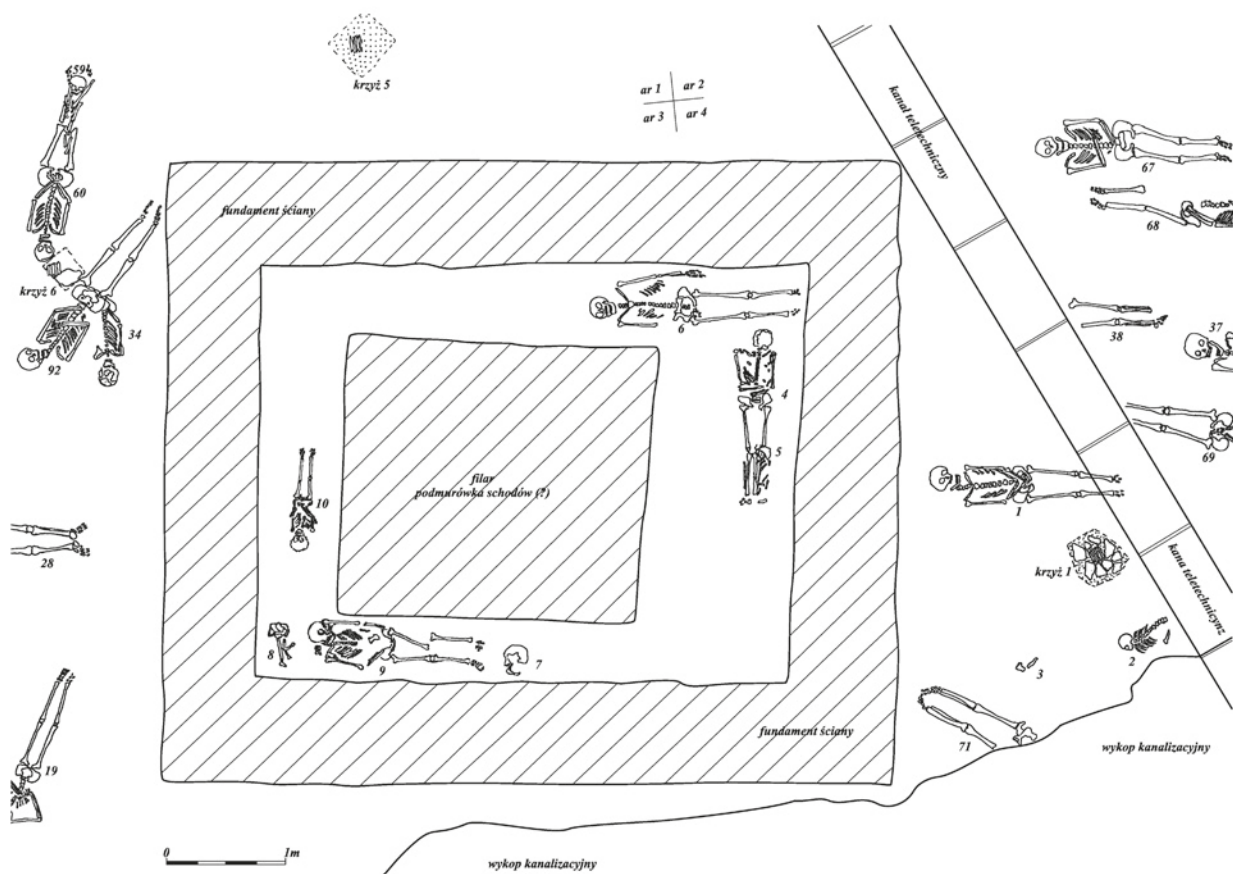 59
krzyż 5
ar 1
ar 2
ar 3
ar 4
kanał teletechniczny
67
60
fundament ściany
68
krzyż 6
34
92
6
38
37
4
5
69
filar
podmurówka schodów (?)
10
1
28
krzyż 1
kana teletechnicynz
8
9
7
2
3
19
71
fundament ściany
wykop kanalizacyjny
0
1m
wykop kanalizacyjny